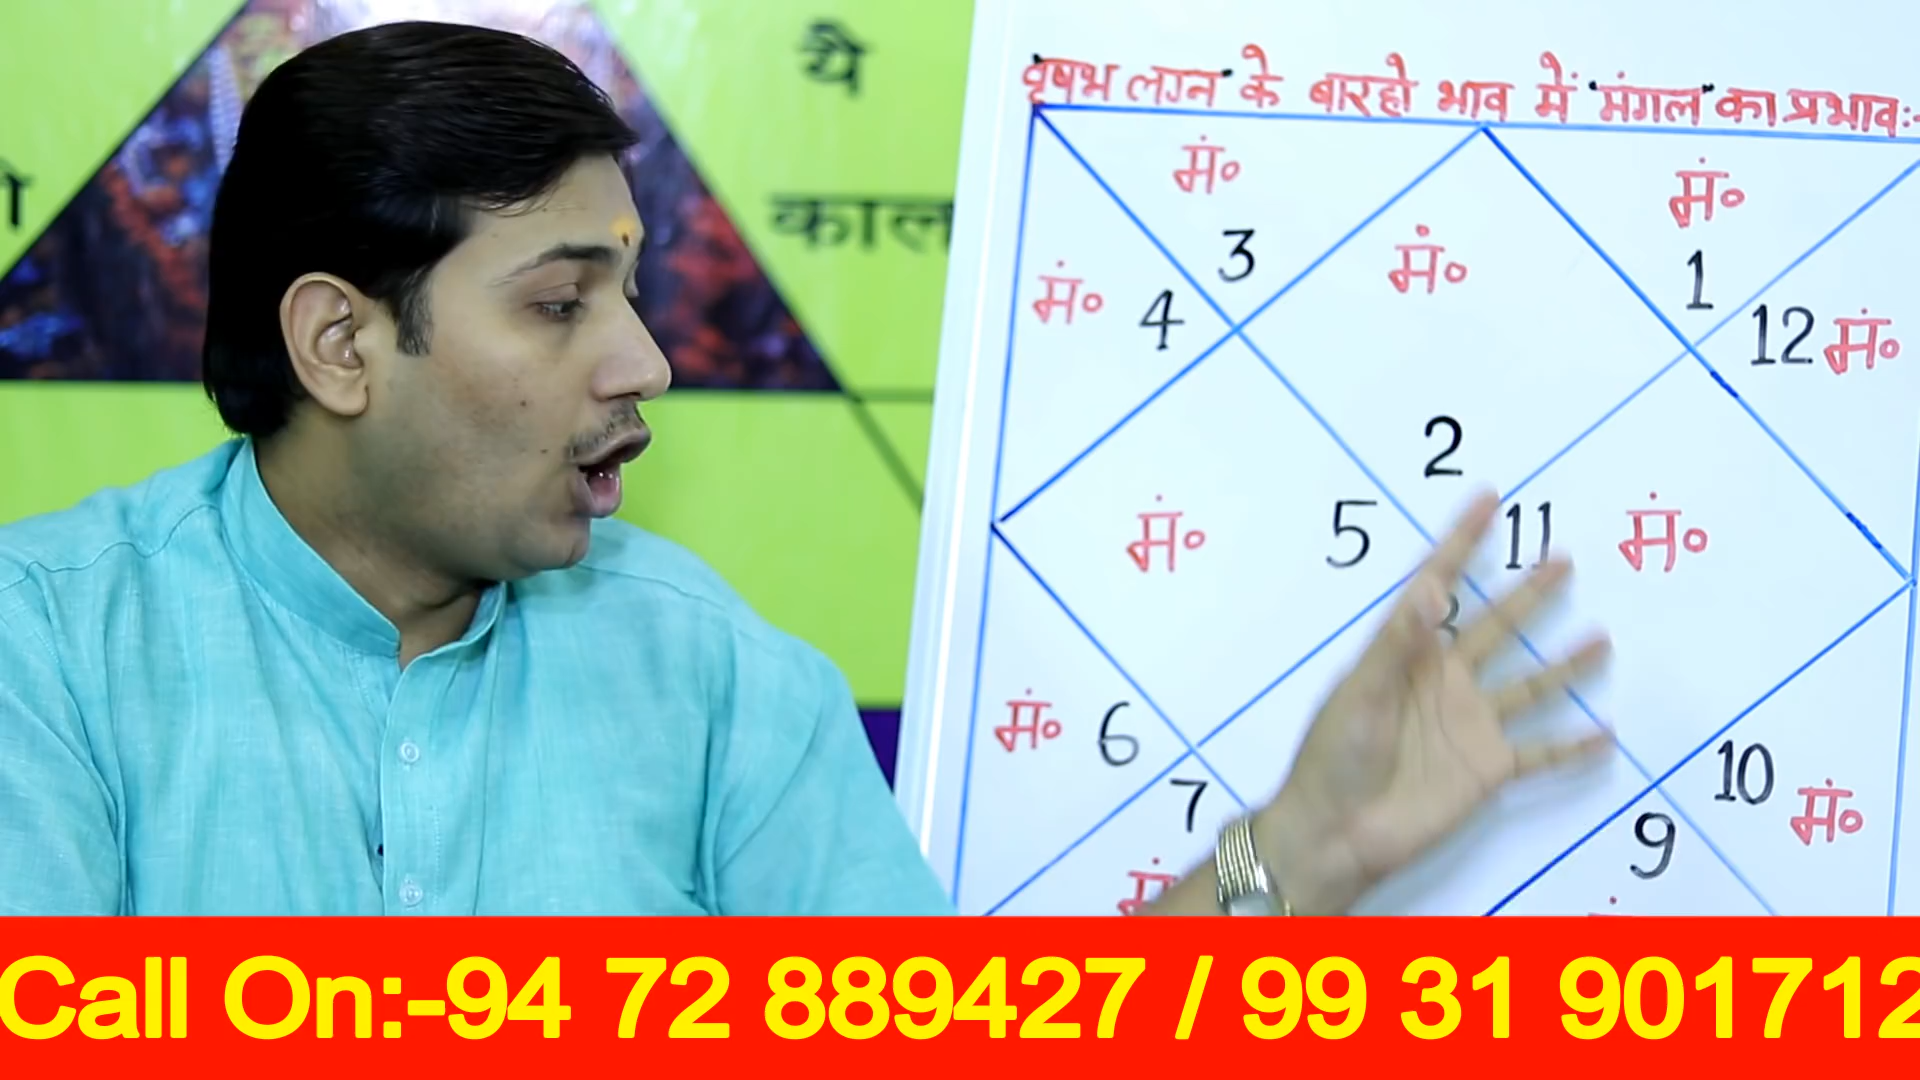 यै
काल
वृषभ लग्न के बारहो भाव में "मंगल" का प्रभावः-
मं०
मं०
3
मं०
1
मं०
4
12
मं०
2
मं०
5
11
मं०
मं०
6
7
10
मं०
9
Call On:-94 72 889427 / 99 31 901712